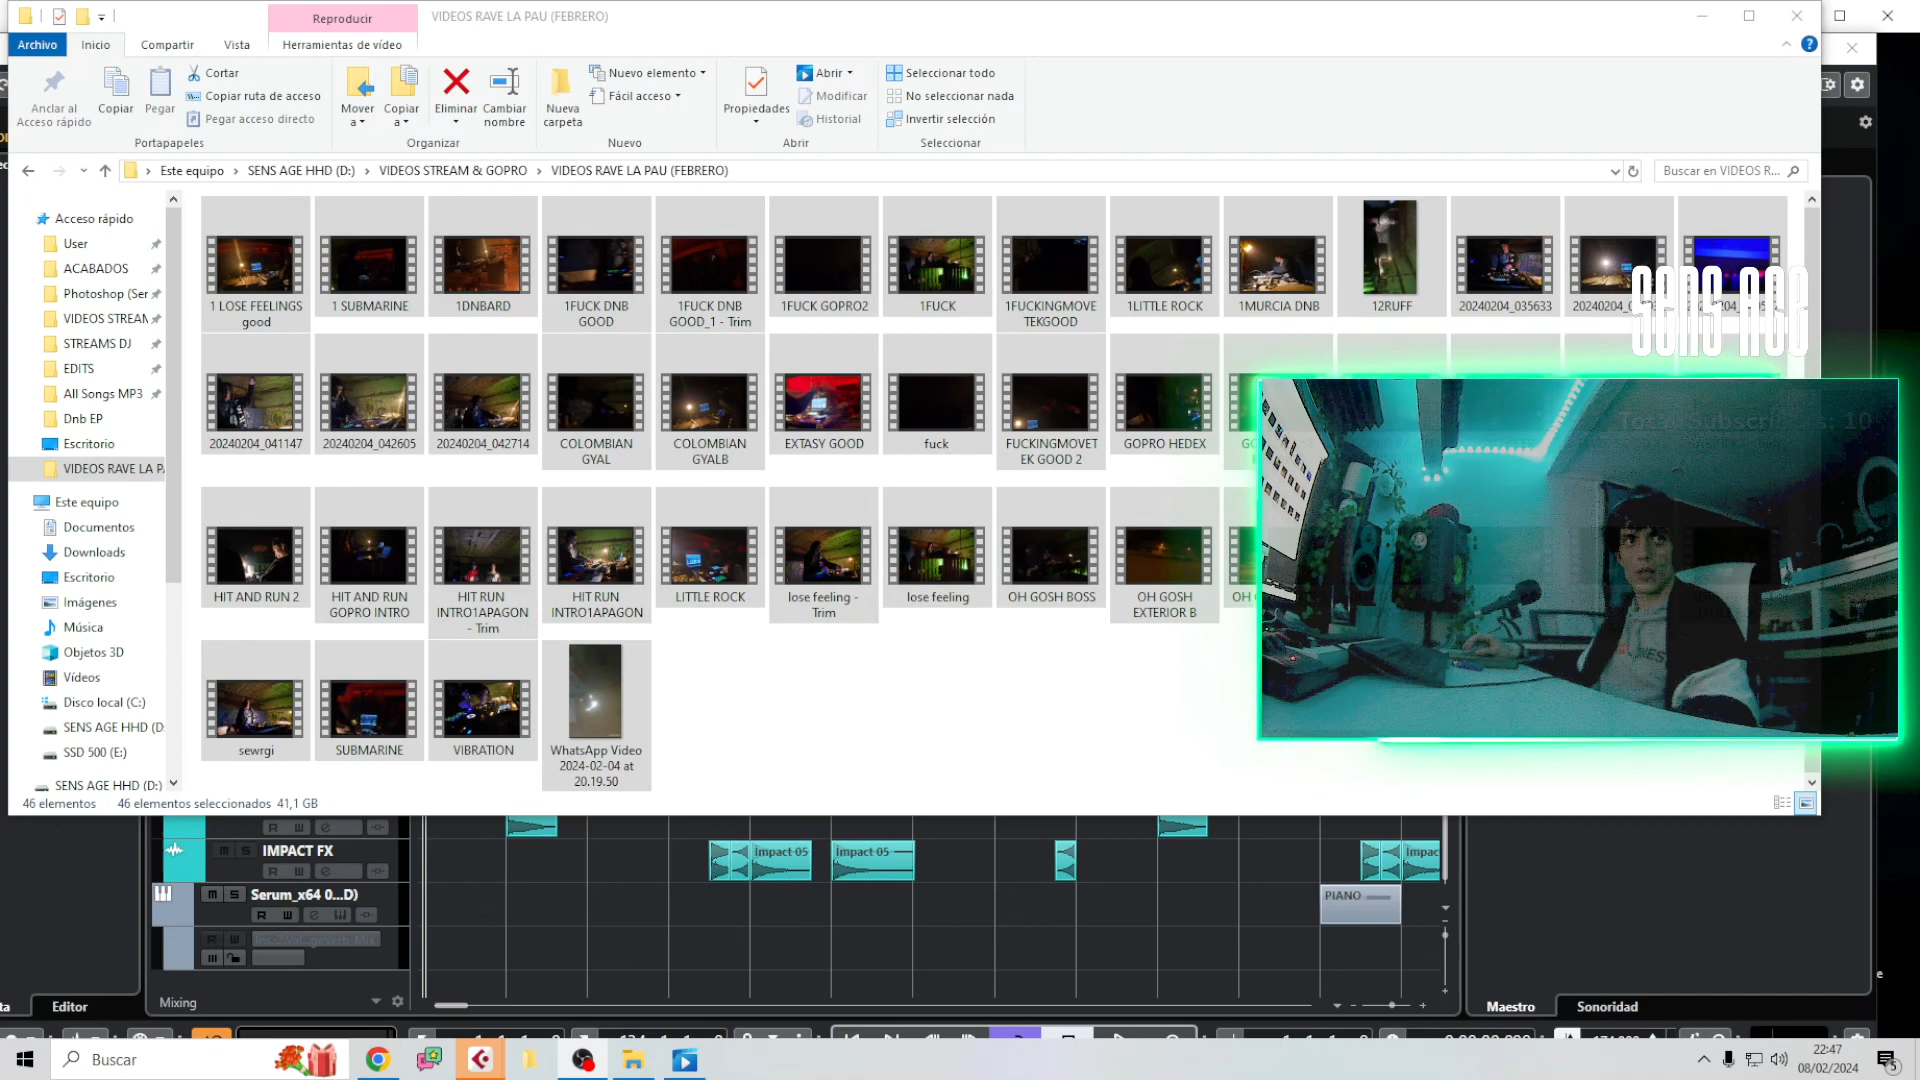 Reproducir
VIDEOS RAVE LA PAU (FEBRERO)
Archivo
Inicio
Compartir
Vista
Herramientas de vídeo
Anclar al
Acceso rápido
Copiar
Pegar
Cortar
Copiar ruta de acceso
Pegar acceso directo
Portapapeles
Mover
a
Copiar
a
Eliminar
Cambiar
nombre
Organizar
Nueva
carpeta
Nuevo elemento
Fácil acceso
Nuevo
Propiedades
Abrir
Modificar
Historial
Abrir
Seleccionar todo
No seleccionar nada
Invertir selección
Seleccionar
Este equipo > SENS AGE HHD (D:) > VIDEOS STREAM & GOPRO > VIDEOS RAVE LA PAU (FEBRERO)
Buscar en VIDEOS R...
Acceso rápido
User
ACABADOS
Photoshop (Ser
VIDEOS STREAM
STREAMS DJ
EDITS
All Songs MP3
Dnb EP
Escritorio
VIDEOS RAVE LA PA
Este equipo
Documentos
Downloads
Escritorio
Imágenes
Música
Objetos 3D
Vídeos
Disco local (C:)
SENS AGE HHD (D:
SSD 500 (E:)
SENS AGE HHD (D:)
1 LOSE FEELINGS
good
1 SUBMARINE
1DNBARD
1FUCK DNB
GOOD
1FUCK DNB
GOOD_1 - Trim
1FUCK GOPRO2
1FUCK
1FUCKINGMOVE
TEKGOOD
1LITTLE ROCK
1MURCIA DNB
12RUFF
20240204_035633
SENS AGE
20240204_041147
20240204_042605
20240204_042714
COLOMBIAN
GYAL
COLOMBIAN
GYALB
EXTASY GOOD
fuck
FUCKINGMOVET
EK GOOD 2
GOPRO HEDEX
Total Subscribers: 10
HIT AND RUN 2
HIT AND RUN
GOPRO INTRO
HIT RUN
INTRO1APAGON
- Trim
HIT RUN
INTRO1APAGON
LITTLE ROCK
lose feeling -
Trim
lose feeling
OH GOSH BOSS
OH GOSH
EXTERIOR B
sewrgi
SUBMARINE
VIBRATION
WhatsApp Video
2024-02-04 at
20.19.50
46 elementos
46 elementos seleccionados 41,1 GB
IMPACT FX
Impact 05
Impact 05
Impac
Serum_x64 0...D)
PIANO
Mixing
Editor
Maestro
Sonoridad
Buscar
22:47
08/02/2024
5